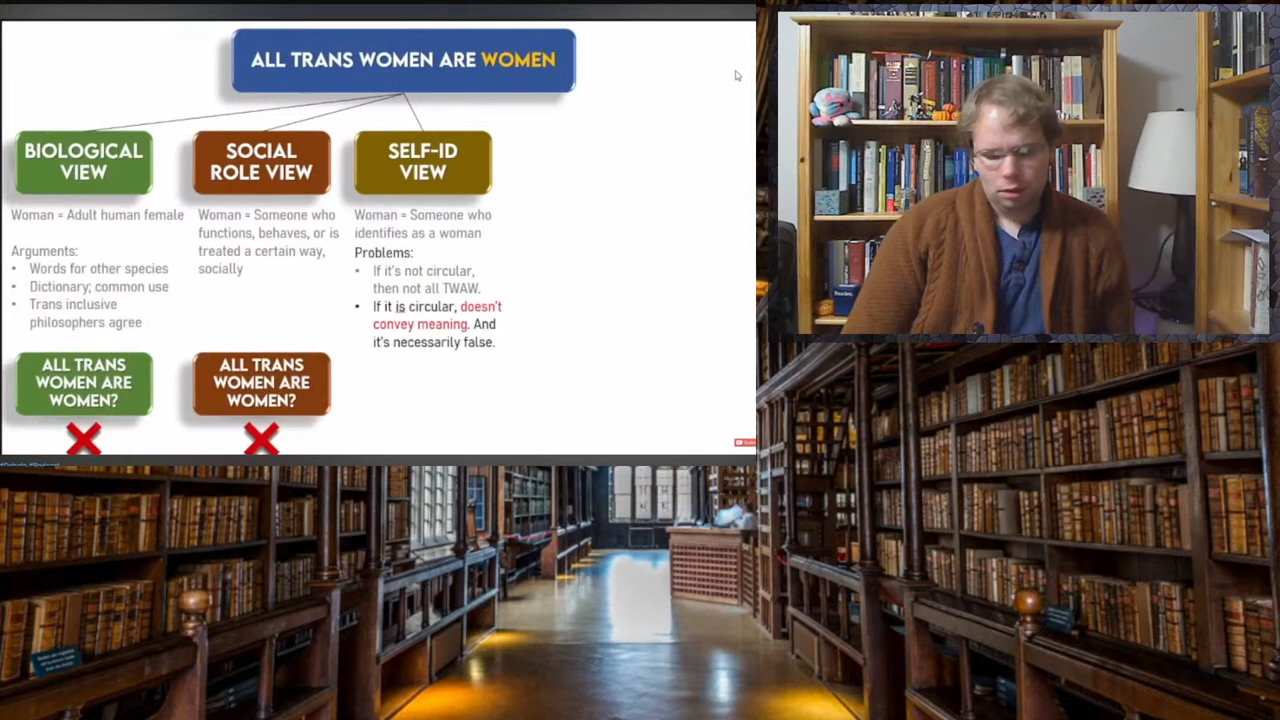 ALL TRANS WOMEN ARE WOMEN
BIOLOGICAL
VIEW
Woman = Adult human female
Arguments:
• Words for other species
• Dictionary; common use
• Trans inclusive
philosophers agree
ALL TRANS
WOMEN ARE
WOMEN?
SOCIAL
ROLE VIEW
Woman = Someone who
functions, behaves, or is
treated a certain way,
socially
ALL TRANS
WOMEN ARE
WOMEN?
SELF-ID
VIEW
Woman = Someone who
identifies as a woman
Problems:
• If it's not circular,
then not all TWAW.
• If it is circular, doesn't
convey meaning. And
it's necessarily false.